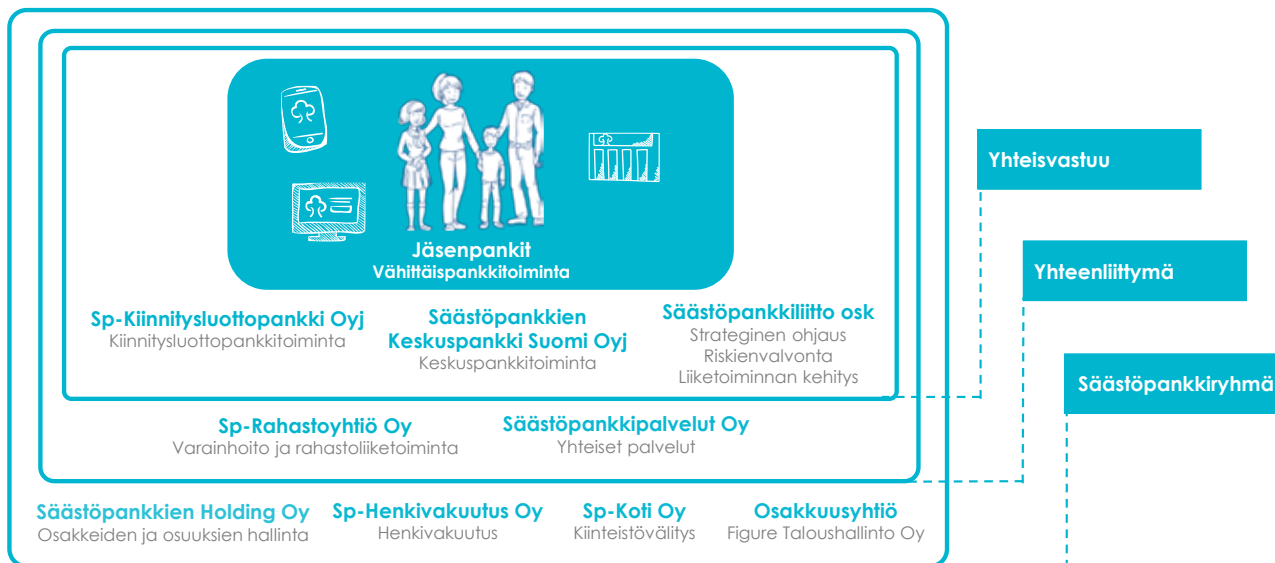 Jäsenpankit
Vähittäispankkitoiminta
Sp-Kiinnitysluottopankki Oyj
Kiinnitysluottopankkitoiminta
Säästöpankkien
Keskuspankki Suomi Oyj
Keskuspankkitoiminta
Säästöpankkiliitto osk
Strateginen ohjaus
Riskienvalvonta
Liiketoiminnan kehitys
Sp-Rahastoyhtiö Oy
Varainhoito ja rahastoliiketoiminta
Säästöpankkipalvelut Oy
Yhteiset palvelut
Säästöpankkien Holding Oy
Osakkeiden ja osuuksien hallinta
Sp-Henkivakuutus Oy
Henkivakuutus
Sp-Koti Oy
Kiinteistövälitys
Osakkuusyhtiö
Figure Taloushallinto Oy
Yhteisvastuu
Yhteenliittymä
Säästöpankkiryhmä